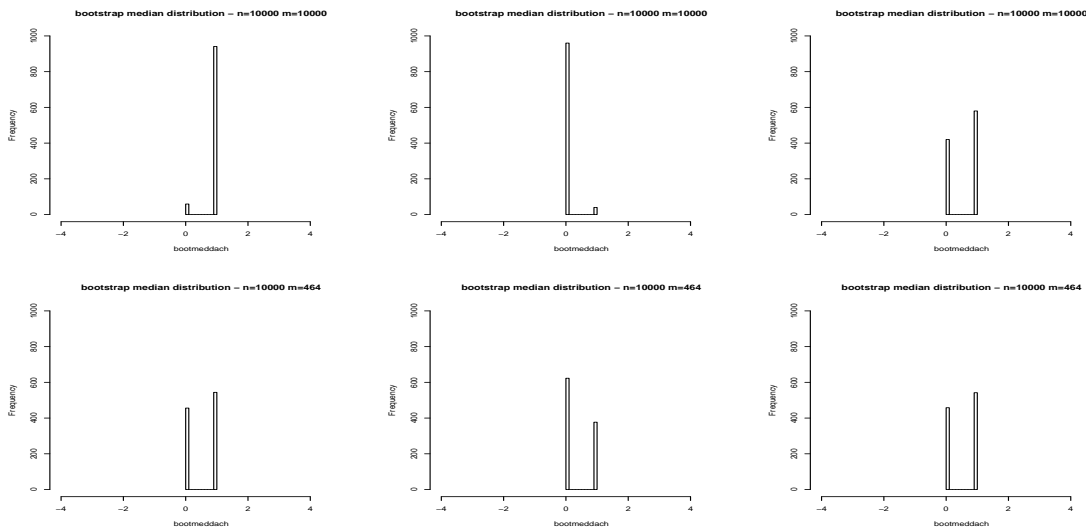 bootstrap median distribution – n=10000 m=10000
Frequency
0 200 400 600 800 1000
−4 −2 0 2 4
bootmeddach
bootstrap median distribution – n=10000 m=10000
Frequency
0 200 400 600 800 1000
−4 −2 0 2 4
bootmeddach
bootstrap median distribution – n=10000 m=10000
Frequency
0 200 400 600 800 1000
−4 −2 0 2 4
bootmeddach
bootstrap median distribution – n=10000 m=464
Frequency
0 200 400 600 800 1000
−4 −2 0 2 4
bootmeddach
bootstrap median distribution – n=10000 m=464
Frequency
0 200 400 600 800 1000
−4 −2 0 2 4
bootmeddach
bootstrap median distribution – n=10000 m=464
Frequency
0 200 400 600 800 1000
−4 −2 0 2 4
bootmeddach